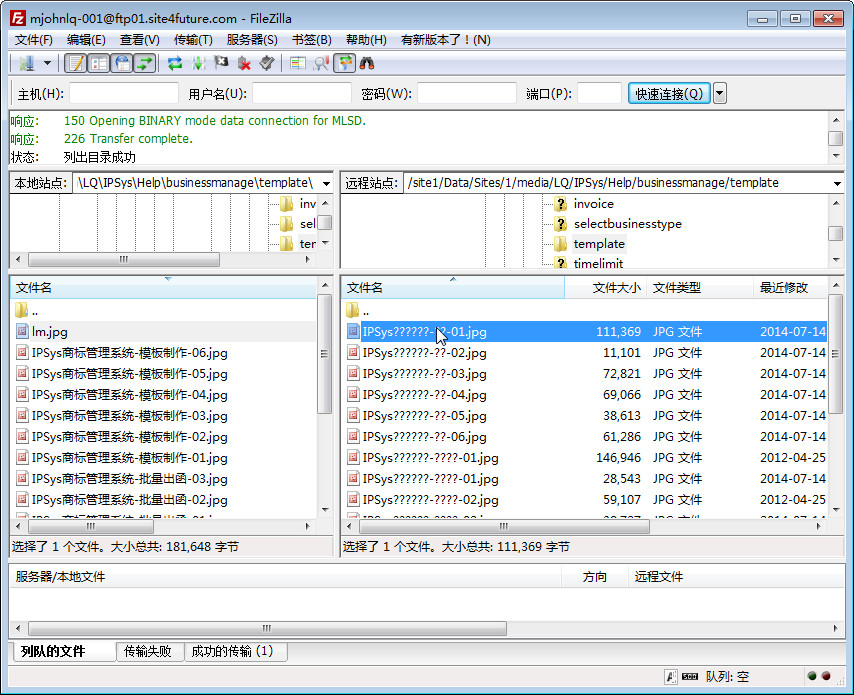 mjohnlq-001@ftp01.site4future.com - FileZilla
文件(F) 编辑(E) 查看(V) 传输(T) 服务器(S) 书签(B) 帮助(H) 有新版本了！(N)
主机(H): 用户名(U): 密码(W): 端口(P): 快速连接(Q)
响应: 150 Opening BINARY mode data connection for MLSD.
响应: 226 Transfer complete.
状态: 列出目录成功
本地站点: \LQ\IPSys\Help\businessmanage\template\
远程站点: /site1/Data/Sites/1/media/LQ/IPSys/Help/businessmanage/template
inv
sel
ter
invoice
selectbusinesstype
template
timelimit
文件名
..
lm.jpg
IPSys商标管理系统-模板制作-06.jpg
IPSys商标管理系统-模板制作-05.jpg
IPSys商标管理系统-模板制作-04.jpg
IPSys商标管理系统-模板制作-03.jpg
IPSys商标管理系统-模板制作-02.jpg
IPSys商标管理系统-模板制作-01.jpg
IPSys商标管理系统-批量出函-03.jpg
IPSys商标管理系统-批量出函-02.jpg
选择了 1 个文件。大小总共: 181,648 字节
文件名 文件大小 文件类型 最近修改
..
IPSys??????-??-01.jpg 111,369 JPG 文件 2014-07-14
IPSys??????-??-02.jpg 11,101 JPG 文件 2014-07-14
IPSys??????-??-03.jpg 72,821 JPG 文件 2014-07-14
IPSys??????-??-04.jpg 69,066 JPG 文件 2014-07-14
IPSys??????-??-05.jpg 38,613 JPG 文件 2014-07-14
IPSys??????-??-06.jpg 61,286 JPG 文件 2014-07-14
IPSys??????-????-01.jpg 146,946 JPG 文件 2012-04-25
IPSys??????-????-01.jpg 28,543 JPG 文件 2014-07-14
IPSys??????-????-02.jpg 59,107 JPG 文件 2012-04-25
选择了 1 个文件。大小总共: 111,369 字节
服务器/本地文件 方向 远程文件
列队的文件 传输失败 成功的传输 (1)
队列: 空